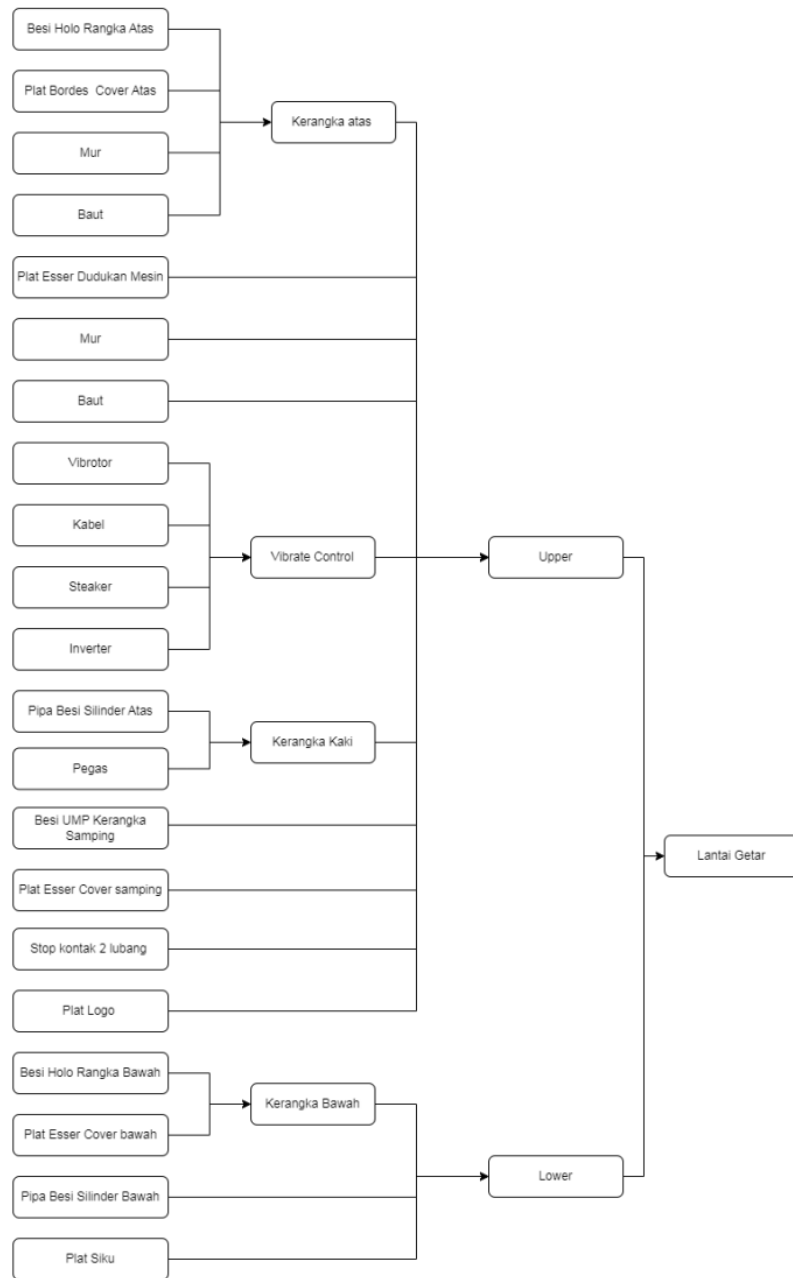 Besi Holo Rangka Atas
Plat Bordes Cover Atas
Kerangka atas
Mur
Baut
Plat Esser Dudukan Mesin
Mur
Baut
Vibrotor
Kabel
Vibrate Control
Upper
Steaker
Inverter
Pipa Besi Silinder Atas
Kerangka Kaki
Pegas
Besi UMP Kerangka
Samping
Lantai Getar
Plat Esser Cover samping
Stop kontak 2 lubang
Plat Logo
Besi Holo Rangka Bawah
Kerangka Bawah
Plat Esser Cover bawah
Lower
Pipa Besi Silinder Bawah
Plat Siku